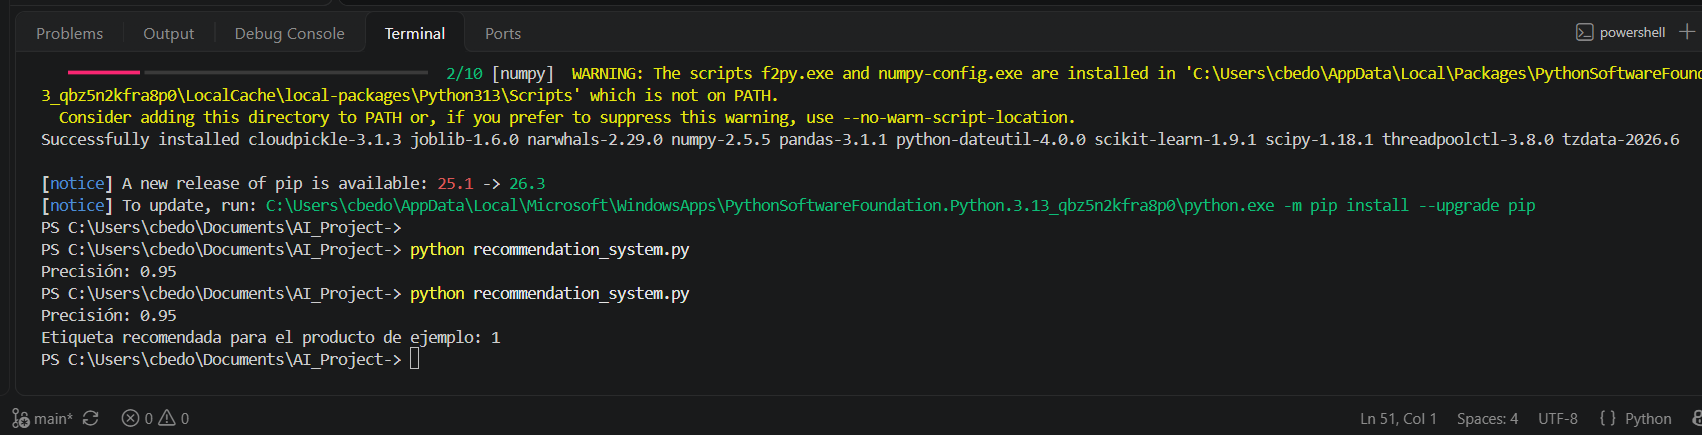 Problems Output Debug Console Terminal Ports powershell
2/10 [numpy] WARNING: The scripts f2py.exe and numpy-config.exe are installed in 'C:\Users\cbedo\AppData\Local\Packages\PythonSoftwareFound
3_qbz5n2kfra8p0\LocalCache\local-packages\Python313\Scripts' which is not on PATH.
Consider adding this directory to PATH or, if you prefer to suppress this warning, use --no-warn-script-location.
Successfully installed cloudpickle-3.1.3 joblib-1.6.0 narwhals-2.29.0 numpy-2.5.5 pandas-3.1.1 python-dateutil-4.0.0 scikit-learn-1.9.1 scipy-1.18.1 threadpoolctl-3.8.0 tzdata-2026.6
[notice] A new release of pip is available: 25.1 -> 26.3
[notice] To update, run: C:\Users\cbedo\AppData\Local\Microsoft\WindowsApps\PythonSoftwareFoundation.Python.3.13_qbz5n2kfra8p0\python.exe -m pip install --upgrade pip
PS C:\Users\cbedo\Documents\AI_Project->
PS C:\Users\cbedo\Documents\AI_Project-> python recommendation_system.py
Precisión: 0.95
PS C:\Users\cbedo\Documents\AI_Project-> python recommendation_system.py
Precisión: 0.95
Etiqueta recomendada para el producto de ejemplo: 1
PS C:\Users\cbedo\Documents\AI_Project->
main* 0 0 Ln 51, Col 1 Spaces: 4 UTF-8 {} Python